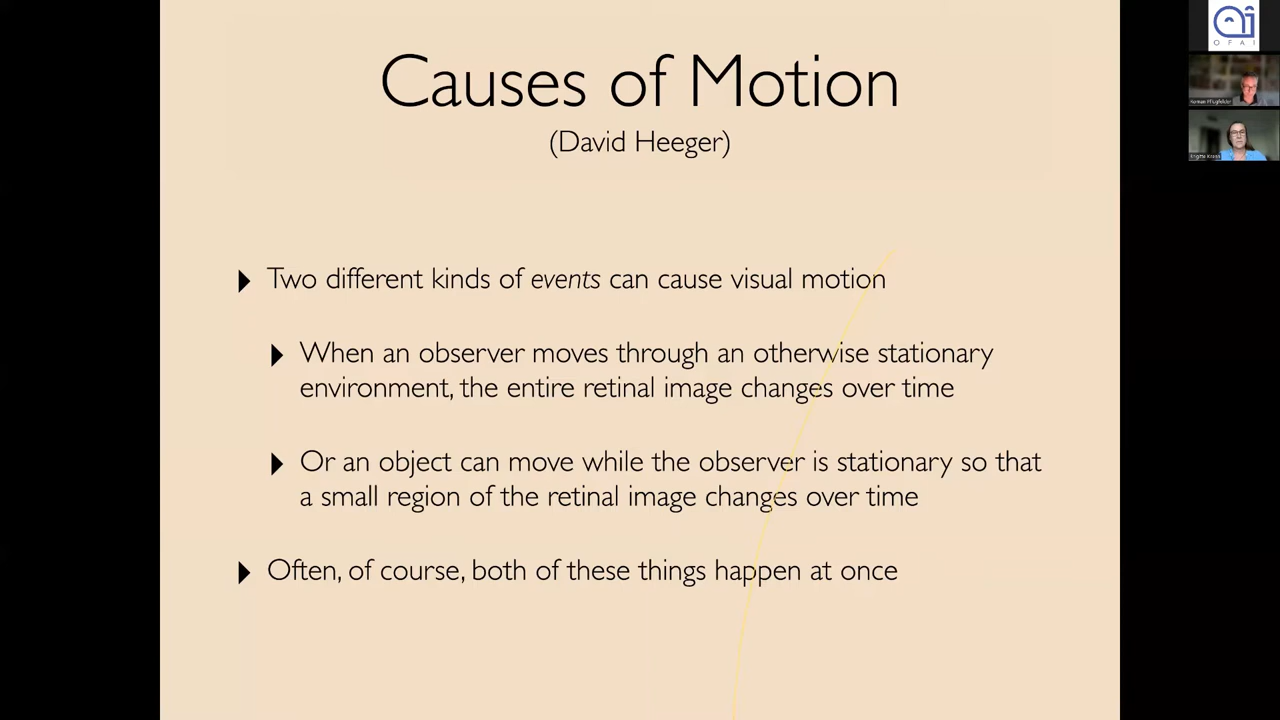 Causes of Motion
(David Heeger)
Two different kinds of events can cause visual motion
When an observer moves through an otherwise stationary
environment, the entire retinal image changes over time
Or an object can move while the observer is stationary so that
a small region of the retinal image changes over time
Often, of course, both of these things happen at once
OFAI
Roman Pflugfelder